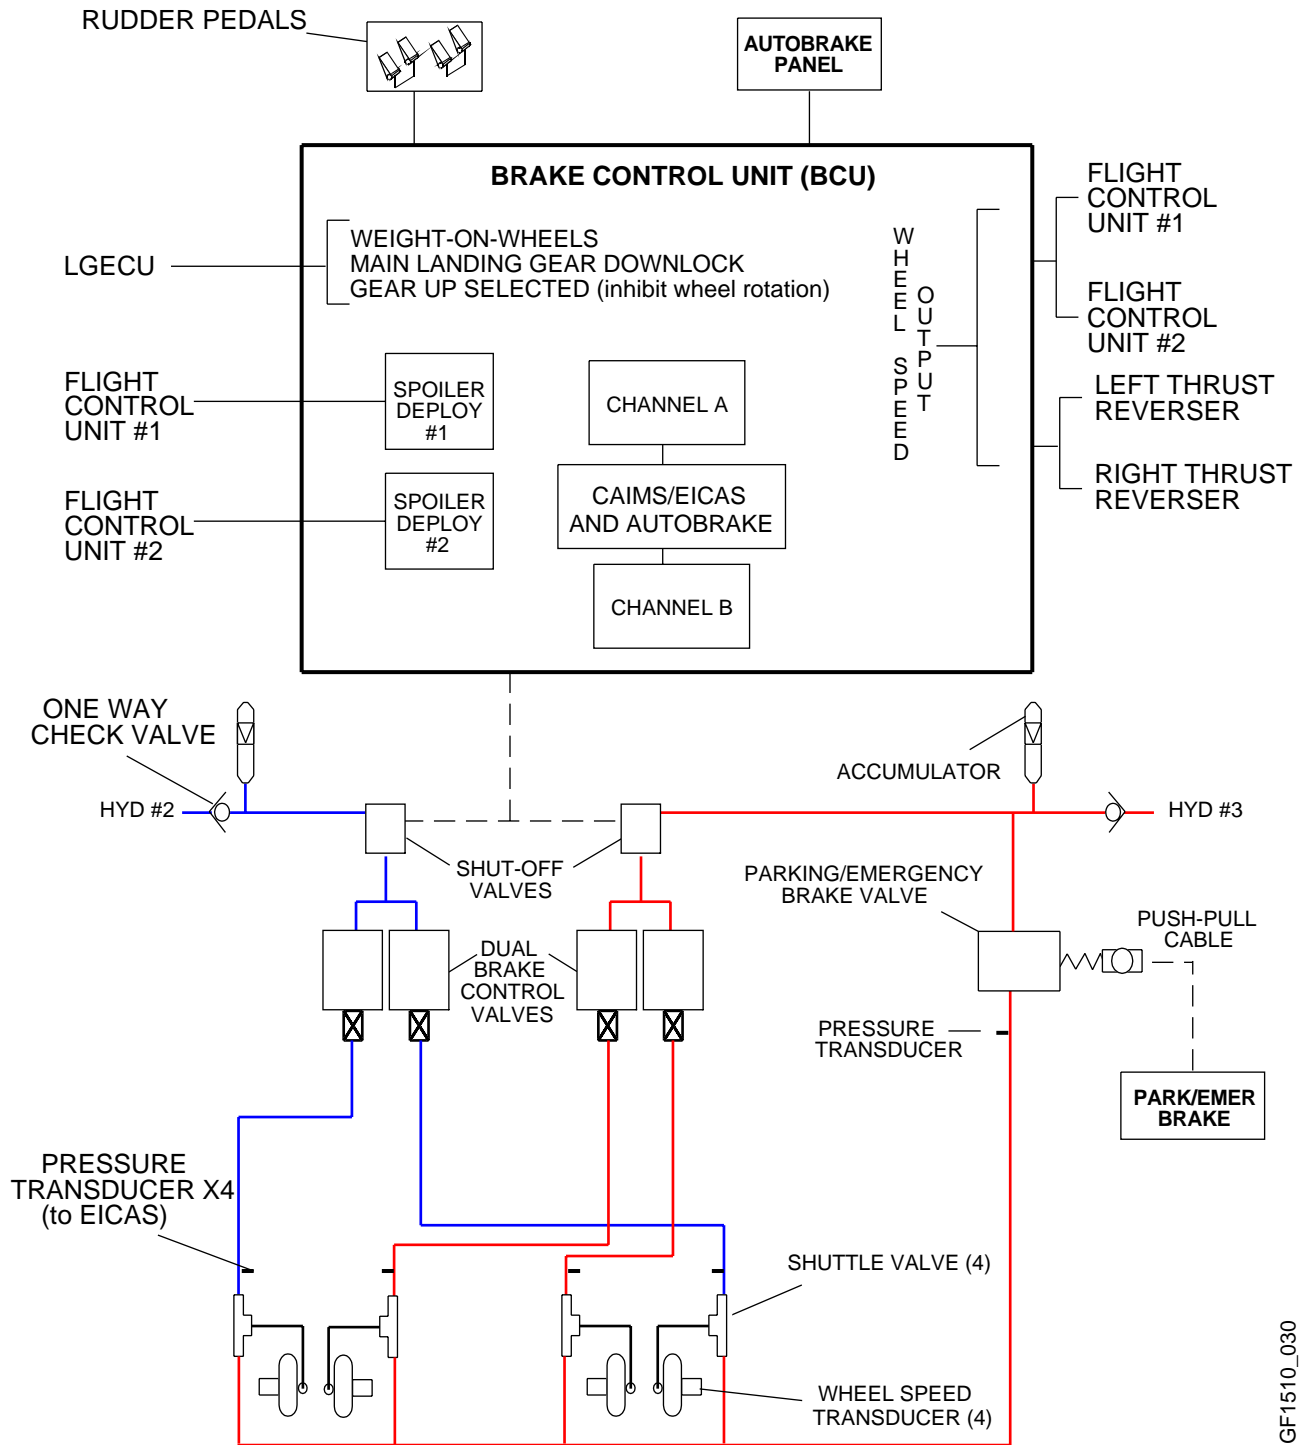 RUDDER PEDALS
AUTOBRAKE
PANEL
BRAKE CONTROL UNIT (BCU)
LGECU
WEIGHT-ON-WHEELS
MAIN LANDING GEAR DOWNLOCK
GEAR UP SELECTED (inhibit wheel rotation)
WHEEL SPEED
OUTPUT
FLIGHT
CONTROL
UNIT #1
FLIGHT
CONTROL
UNIT #2
LEFT THRUST
REVERSER
RIGHT THRUST
REVERSER
FLIGHT
CONTROL
UNIT #1
SPOILER
DEPLOY
#1
FLIGHT
CONTROL
UNIT #2
SPOILER
DEPLOY
#2
CHANNEL A
CAIMS/EICAS
AND AUTOBRAKE
CHANNEL B
ONE WAY
CHECK VALVE
HYD #2
ACCUMULATOR
HYD #3
SHUT-OFF
VALVES
PARKING/EMERGENCY
BRAKE VALVE
PUSH-PULL
CABLE
DUAL
BRAKE
CONTROL
VALVES
PRESSURE
TRANSDUCER
PARK/EMER
BRAKE
PRESSURE
TRANSDUCER X4
(to EICAS)
SHUTTLE VALVE (4)
WHEEL SPEED
TRANSDUCER (4)
GF1510_030